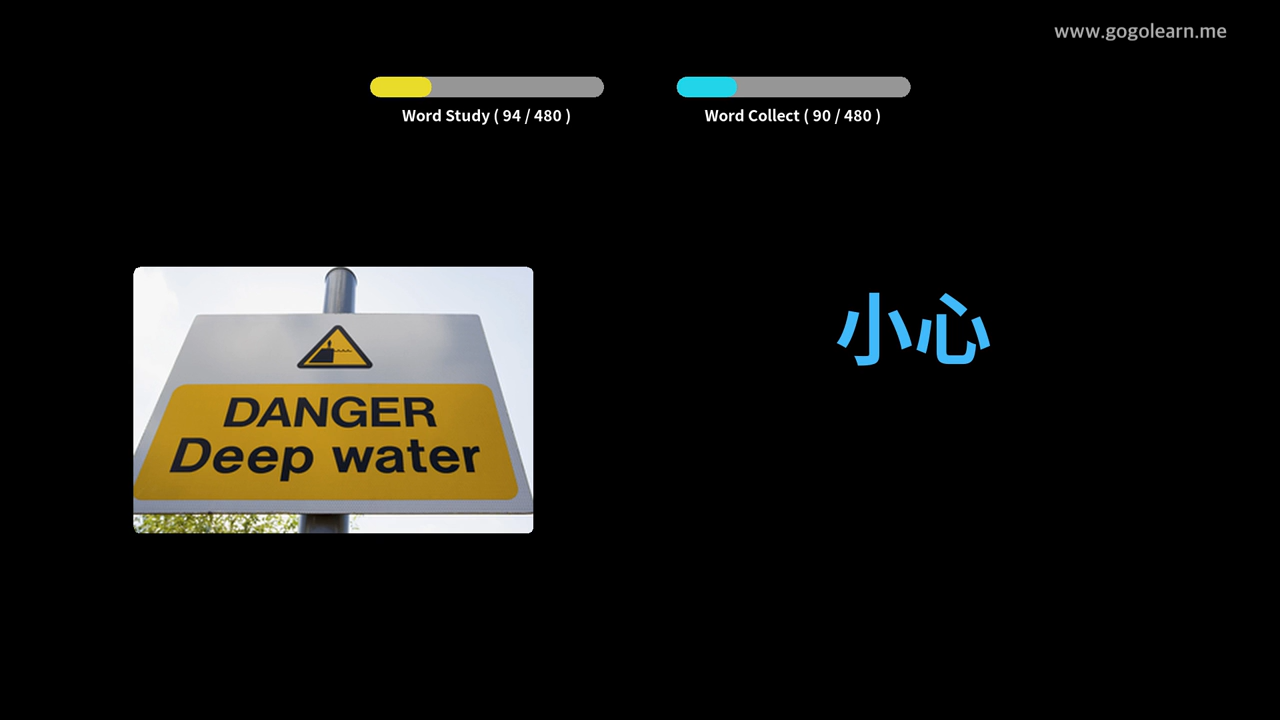 www.gogolearn.me
Word Study ( 94 / 480 )
Word Collect ( 90 / 480 )
DANGER
Deep water
小心